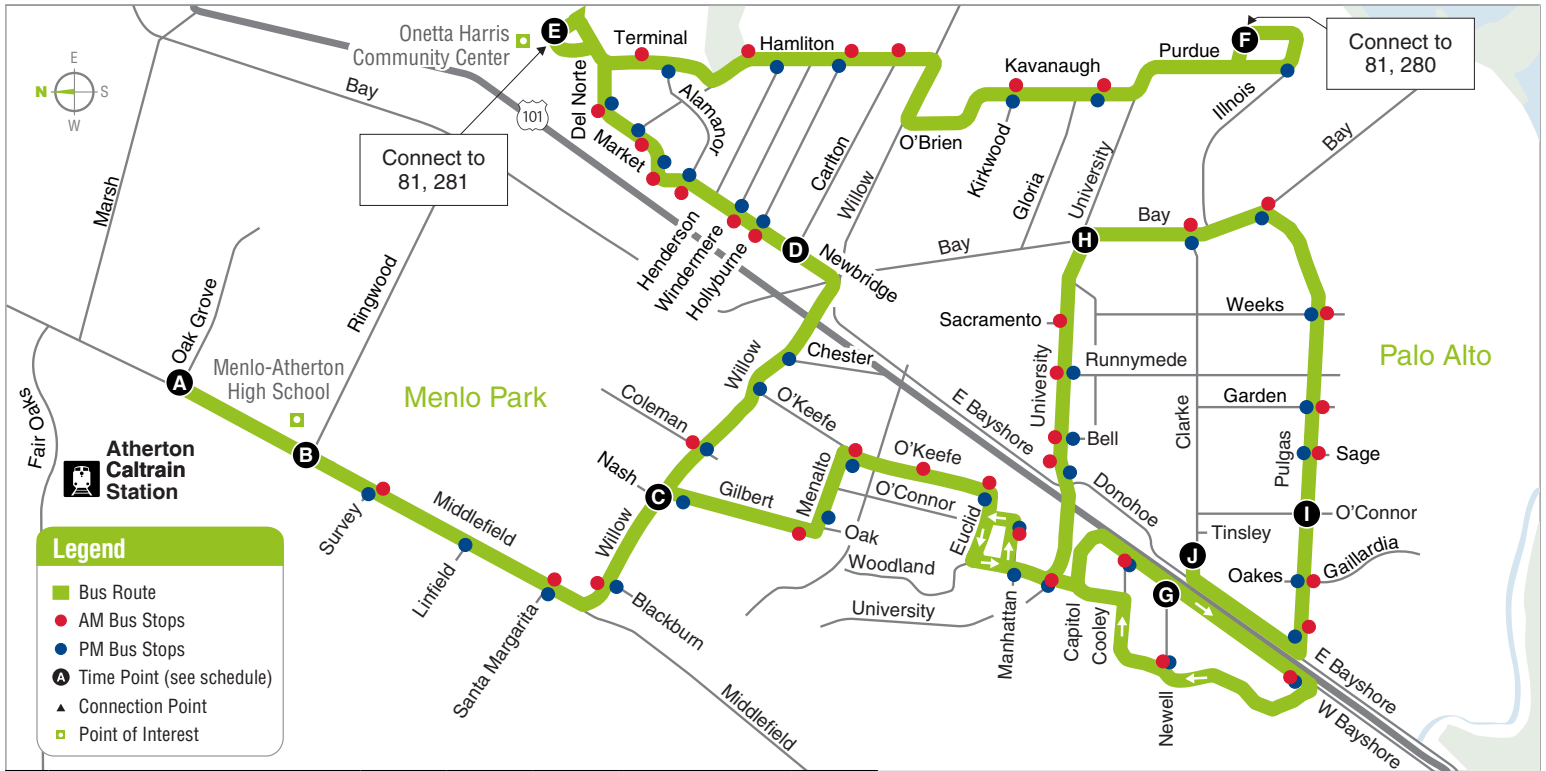 Onetta Harris
Community Center
E
Terminal
Hamliton
Purdue
F
Connect to
81, 280
E
N
S
W
Bay
101
Del Norte
Alamanor
Kavanaugh
Illnois
Connect to
81, 281
Market
Carlton
Willow
O'Brien
Kirkwood
Gloria
University
Bay
Marsh
Henderson
Windermere
Hollyburne
D
Newbridge
Bay
H
Bay
Oak Grove
Ringwood
Sacramento
Weeks
Palo Alto
Menlo-Atherton
High School
A
Menlo Park
Willow
Chester
Runnymede
University
Fair Oaks
Coleman
O'Keefe
E Bayshore
Garden
Clarke
Pulgas
Bell
Sage
Atherton
Caltrain
Station
B
Nash
C
Gilbert
Menalto
O'Keefe
O'Connor
Oak
Donohoe
I
O'Connor
Survey
Middlefield
Willow
Euclid
Tinsley
J
Woodland
Oakes
Gaillardia
Linfield
University
G
Santa Margarita
Blackburn
Manhattan
Capitol
Cooley
Newell
E Bayshore
W Bayshore
Middlefield
Legend
Bus Route
AM Bus Stops
PM Bus Stops
A Time Point (see schedule)
Connection Point
Point of Interest